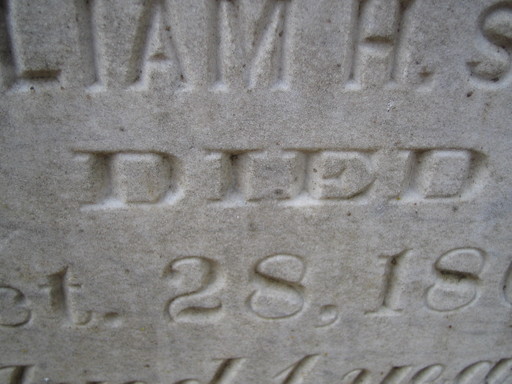 LIAM H. S
DIED
ct. 28, 18